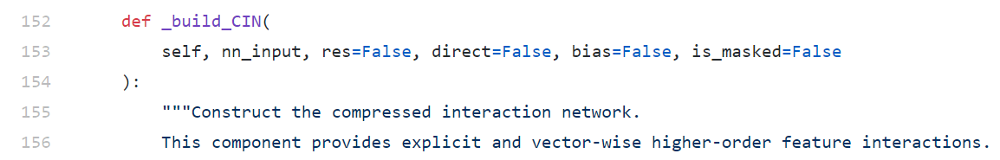 152 def _build_CIN(
153 self, nn_input, res=False, direct=False, bias=False, is_masked=False
154 ):
155 """Construct the compressed interaction network.
156 This component provides explicit and vector-wise higher-order feature interactions.